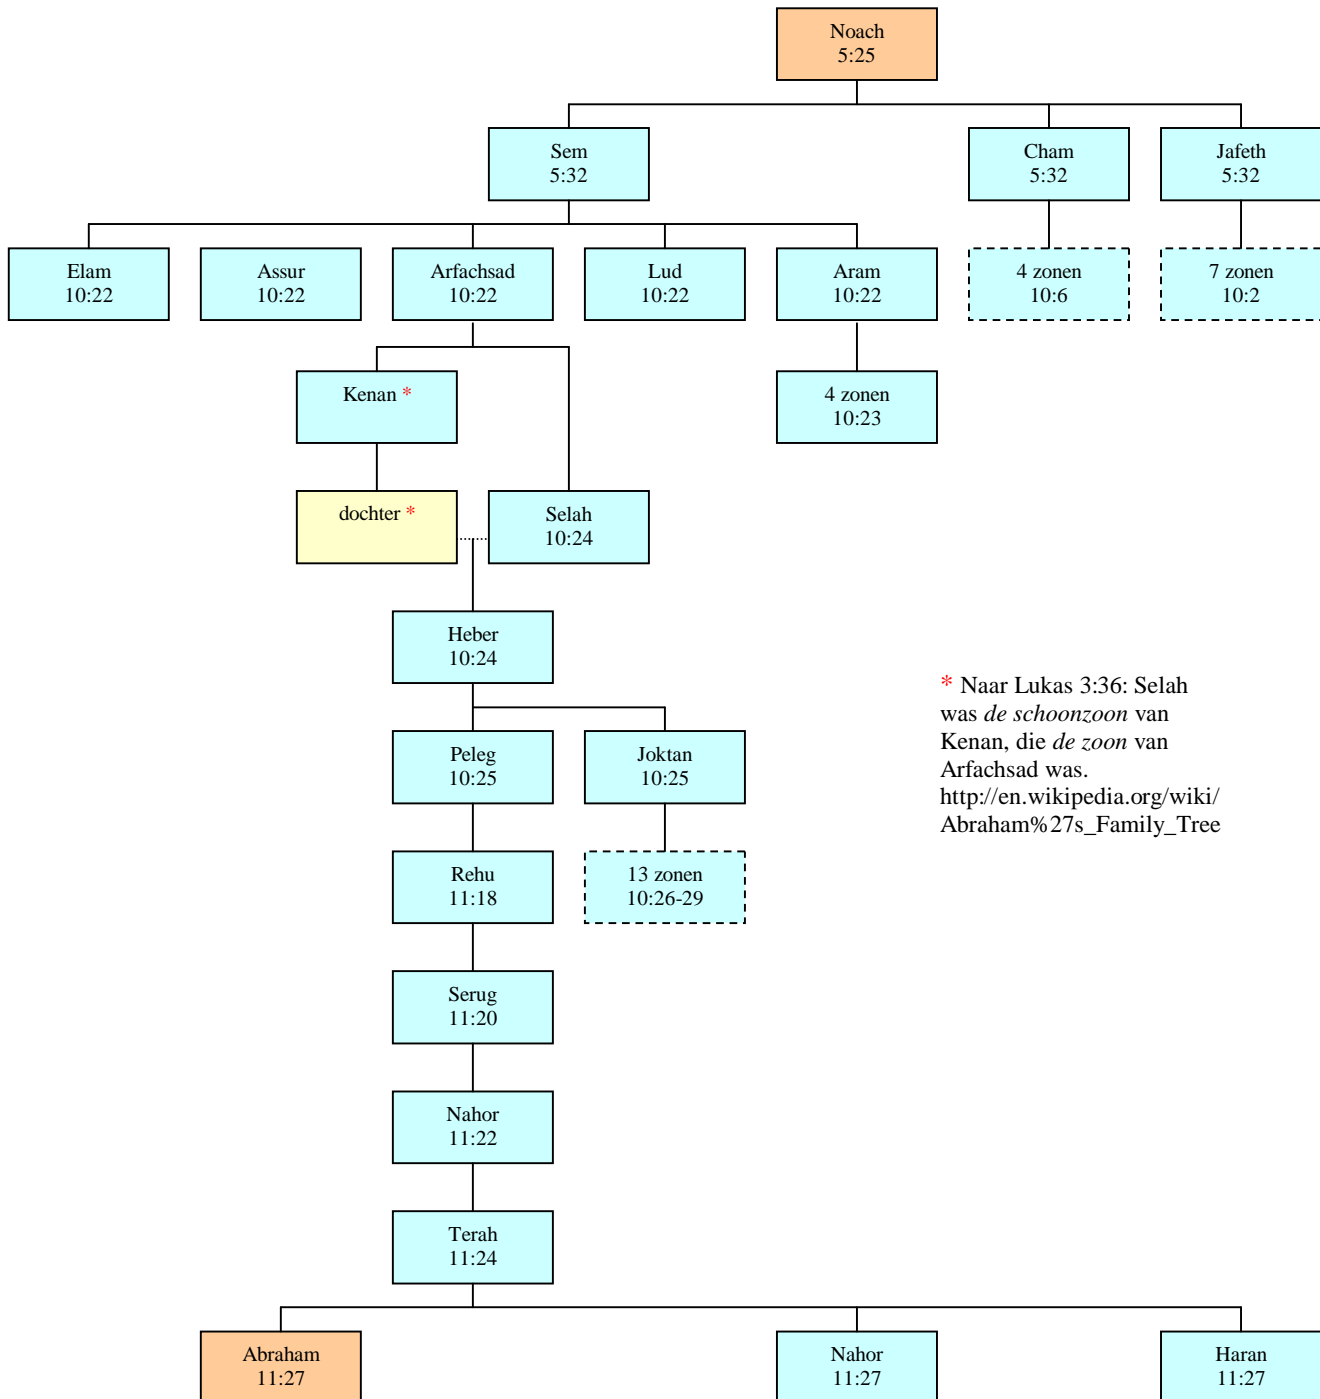 Noach
5:25
Sem
5:32
Cham
5:32
Jafeth
5:32
Elam
10:22
Assur
10:22
Arfachsad
10:22
Lud
10:22
Aram
10:22
4 zonen
10:6
7 zonen
10:2
Kenan *
4 zonen
10:23
dochter *
Selah
10:24
Heber
10:24
* Naar Lukas 3:36: Selah
was de schoonzoon van
Kenan, die de zoon van
Arfachsad was.
http://en.wikipedia.org/wiki/
Abraham%27s_Family_Tree
Peleg
10:25
Joktan
10:25
Rehu
11:18
13 zonen
10:26-29
Serug
11:20
Nahor
11:22
Terah
11:24
Abraham
11:27
Nahor
11:27
Haran
11:27